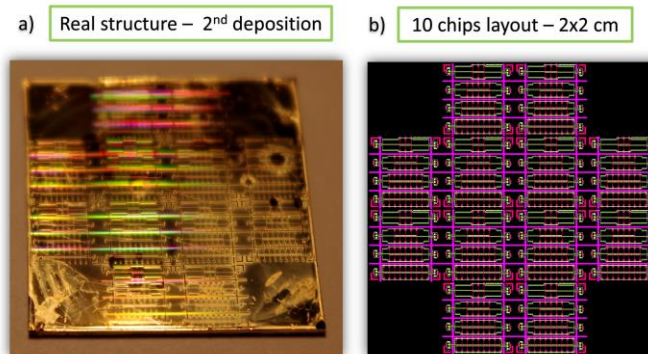 a) Real structure – 2nd deposition
b) 10 chips layout – 2x2 cm